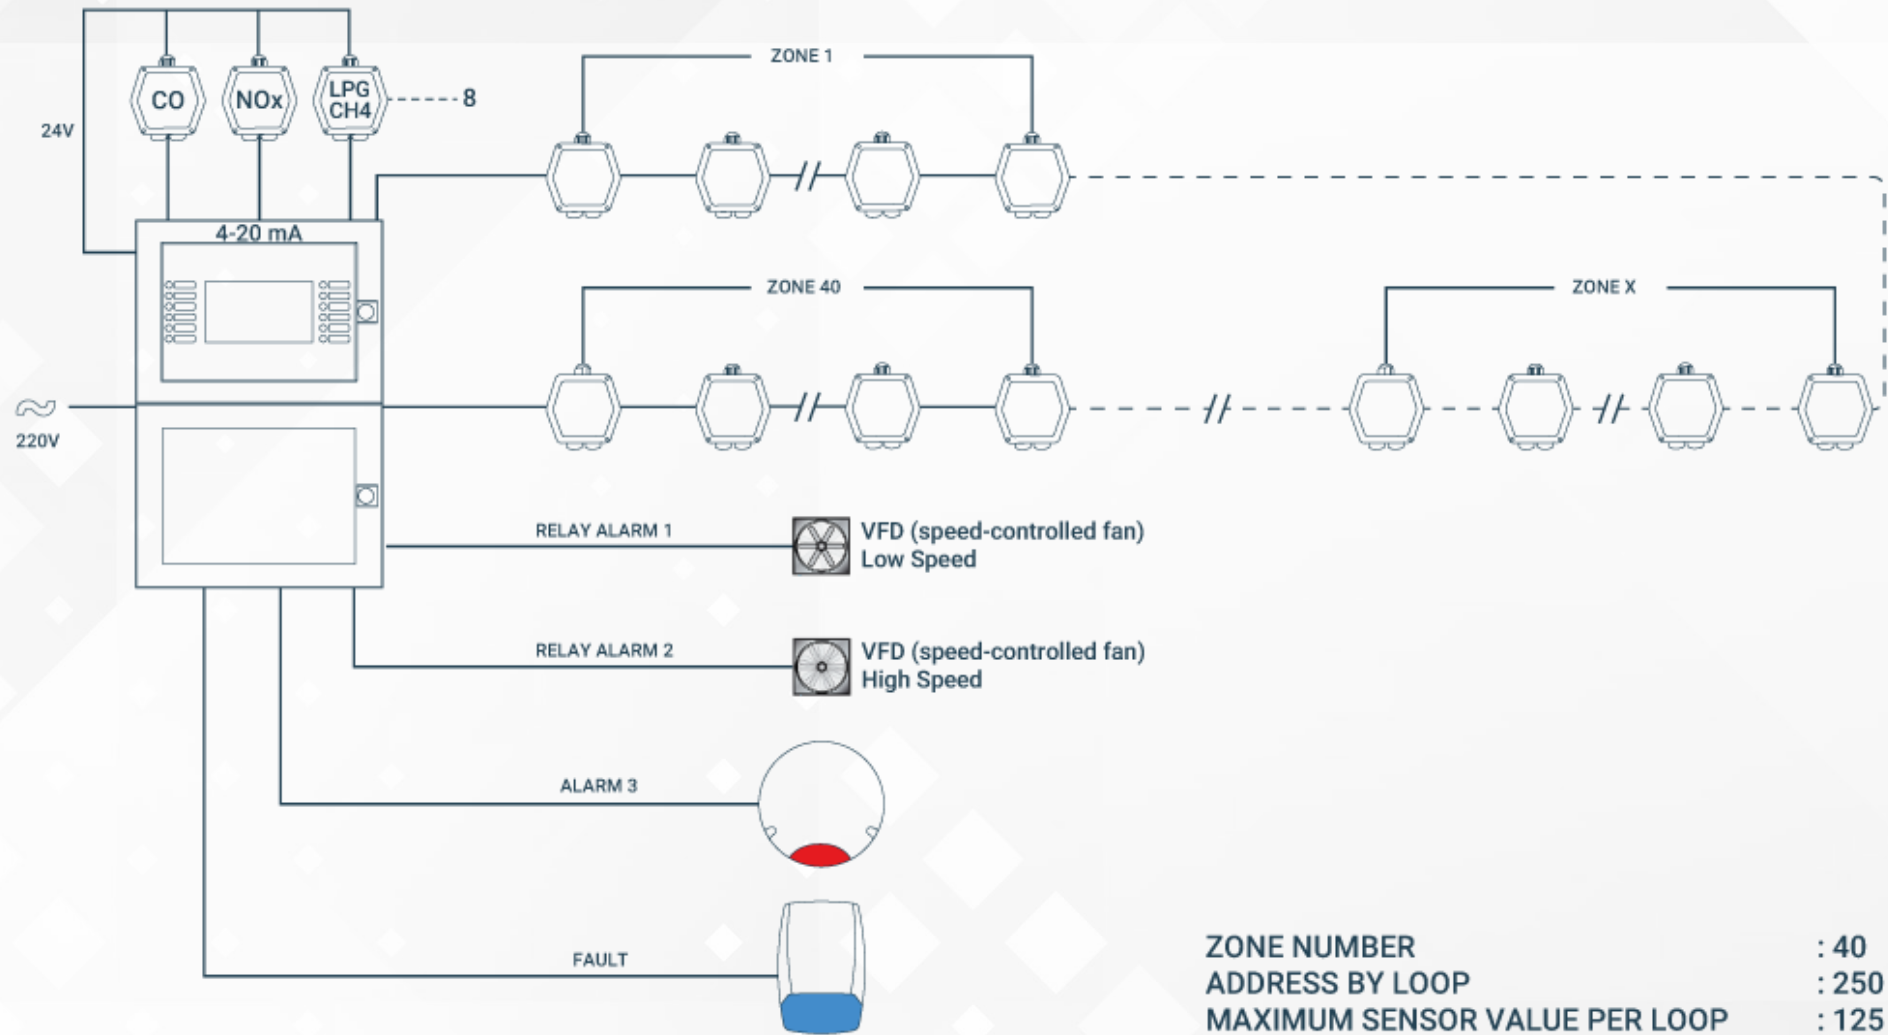 CO
NOx
LPG
CH4
8
24V
4-20 mA
ZONE 1
ZONE 40
ZONE X
220V
RELAY ALARM 1
VFD (speed-controlled fan)
Low Speed
RELAY ALARM 2
VFD (speed-controlled fan)
High Speed
ALARM 3
FAULT
ZONE NUMBER : 40
ADDRESS BY LOOP : 250
MAXIMUM SENSOR VALUE PER LOOP : 125